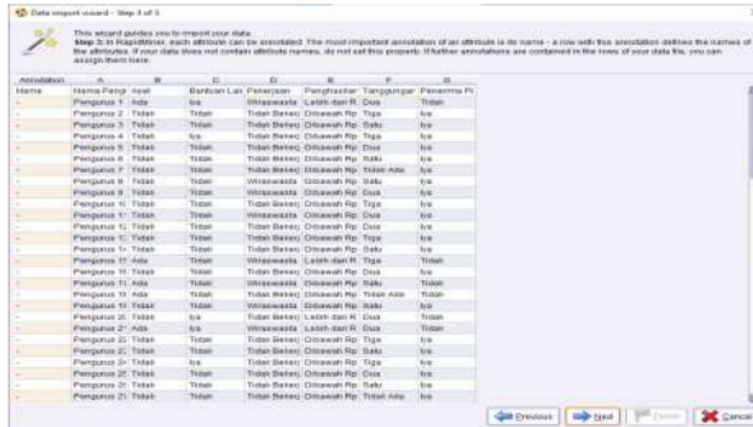 Data import wizard - Step 3 of 5
This wizard guides you to import your data.
Step 3: In RapidMiner, each attribute can be annotated. The most important annotation of an attribute is its name - a row with this annotation defines the names of
the attributes. If your data does not contain attribute names, do not set this property. If further annotations are contained in the rows of your data file, you can
assign them here.
Annotation A B C D E F G
Name Nama Peng Aset Bantuan Lain Pekerjaan Penghasilan Tanggungan Penerima PK
- Pengurus 1 Ada Iya Wiraswasta Lebih dari R Dua Tidak
- Pengurus 2 Tidak Tidak Tidak Bekerj Dibawah Rp Tiga Iya
- Pengurus 3 Tidak Tidak Wiraswasta Dibawah Rp Satu Iya
- Pengurus 4 Tidak Iya Tidak Bekerj Dibawah Rp Tiga Iya
- Pengurus 5 Tidak Tidak Tidak Bekerj Dibawah Rp Dua Iya
- Pengurus 6 Tidak Tidak Tidak Bekerj Dibawah Rp Satu Iya
- Pengurus 7 Tidak Tidak Wiraswasta Dibawah Rp Tidak Ada Iya
- Pengurus 8 Tidak Tidak Wiraswasta Dibawah Rp Satu Iya
- Pengurus 9 Tidak Tidak Wiraswasta Dibawah Rp Dua Iya
- Pengurus 10 Tidak Tidak Tidak Bekerj Dibawah Rp Tiga Iya
- Pengurus 11 Tidak Tidak Wiraswasta Dibawah Rp Dua Iya
- Pengurus 12 Tidak Tidak Tidak Bekerj Dibawah Rp Dua Iya
- Pengurus 13 Tidak Tidak Tidak Bekerj Dibawah Rp Tiga Iya
- Pengurus 14 Tidak Tidak Tidak Bekerj Dibawah Rp Satu Iya
- Pengurus 15 Ada Tidak Wiraswasta Lebih dari R Tiga Tidak
- Pengurus 16 Tidak Tidak Tidak Bekerj Dibawah Rp Dua Iya
- Pengurus 17 Ada Tidak Wiraswasta Dibawah Rp Satu Tidak
- Pengurus 18 Ada Tidak Tidak Bekerj Dibawah Rp Tidak Ada Tidak
- Pengurus 19 Tidak Tidak Wiraswasta Dibawah Rp Satu Iya
- Pengurus 20 Tidak Iya Tidak Bekerj Lebih dari R Dua Tidak
- Pengurus 21 Ada Iya Wiraswasta Lebih dari R Dua Tidak
- Pengurus 22 Tidak Tidak Tidak Bekerj Dibawah Rp Tiga Iya
- Pengurus 23 Tidak Tidak Tidak Bekerj Dibawah Rp Satu Iya
- Pengurus 24 Tidak Iya Tidak Bekerj Dibawah Rp Tiga Iya
- Pengurus 25 Tidak Tidak Tidak Bekerj Dibawah Rp Dua Iya
- Pengurus 26 Tidak Tidak Tidak Bekerj Dibawah Rp Satu Iya
- Pengurus 27 Tidak Tidak Tidak Bekerj Dibawah Rp Tidak Ada Iya
Previous Next Finish Cancel